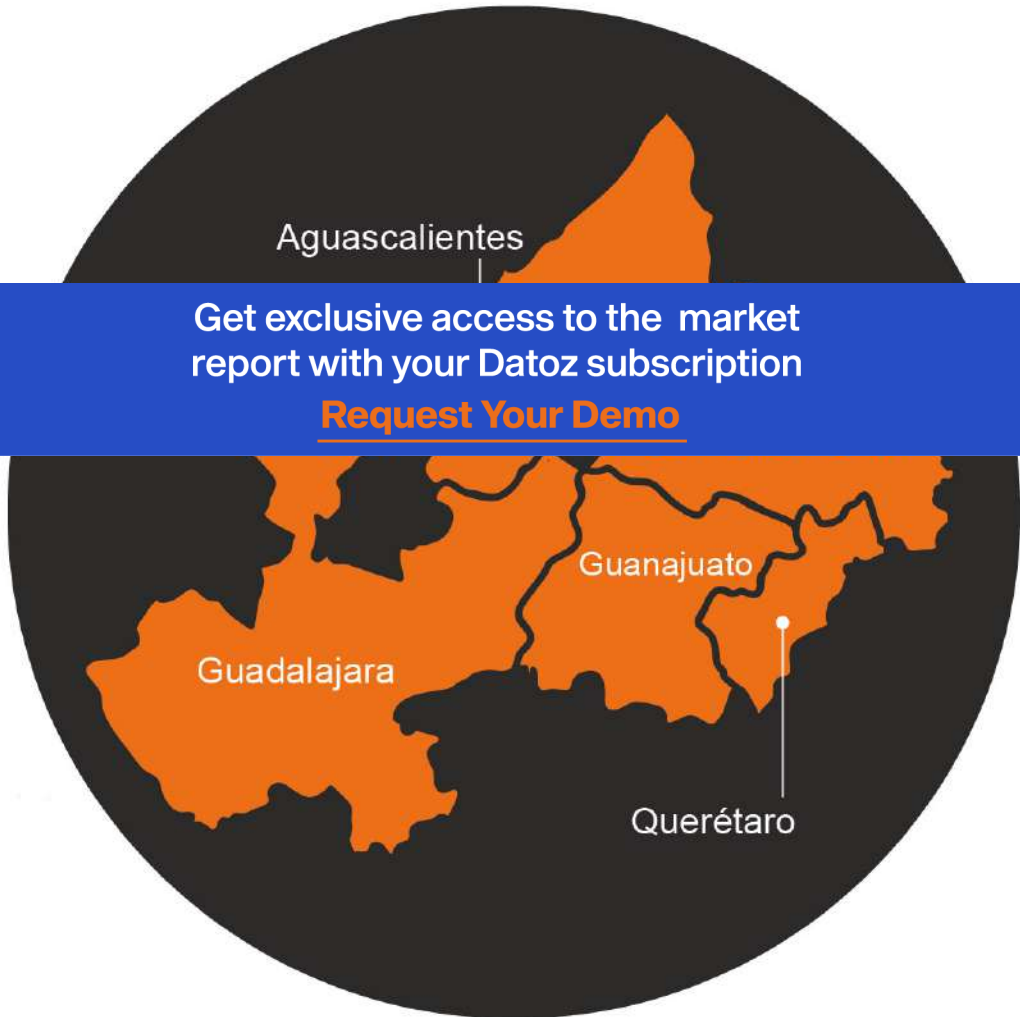 Aguascalientes
Get exclusive access to the market
report with your Datoz subscription
Request Your Demo
Guanajuato
Guadalajara
Querétaro